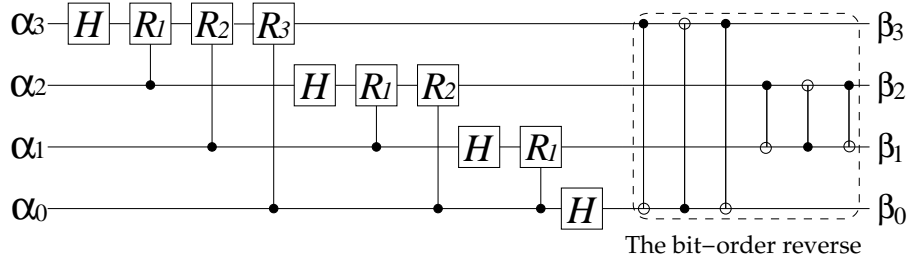 α3 H R1 R2 R3 β3
α2 H R1 R2 β2
α1 H R1 β1
α0 H β0
The bit-order reverse